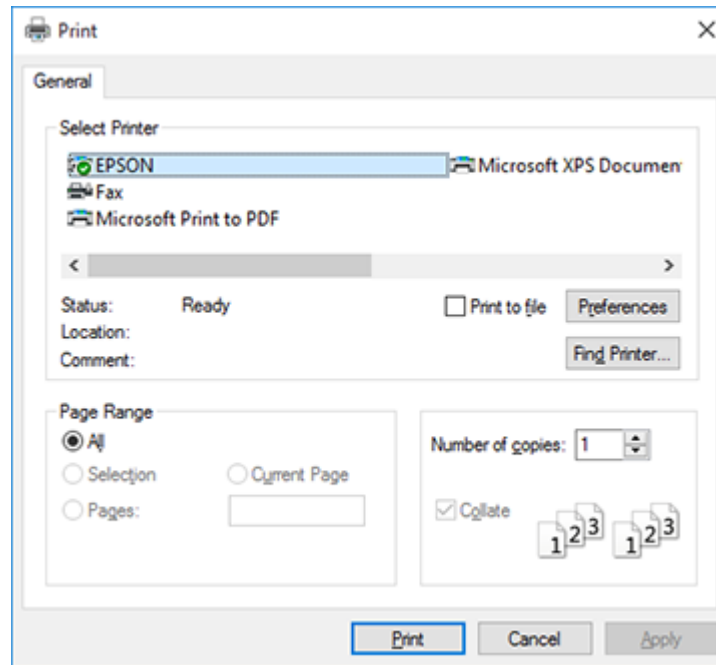 Print
General
Select Printer
EPSON Microsoft XPS Documen
Fax
Microsoft Print to PDF
Status: Ready Print to file Preferences
Location:
Comment: Find Printer...
Page Range
All Number of copies: 1
Selection Current Page
Pages: Collate
1 2 3 1 2 3
Print Cancel Apply